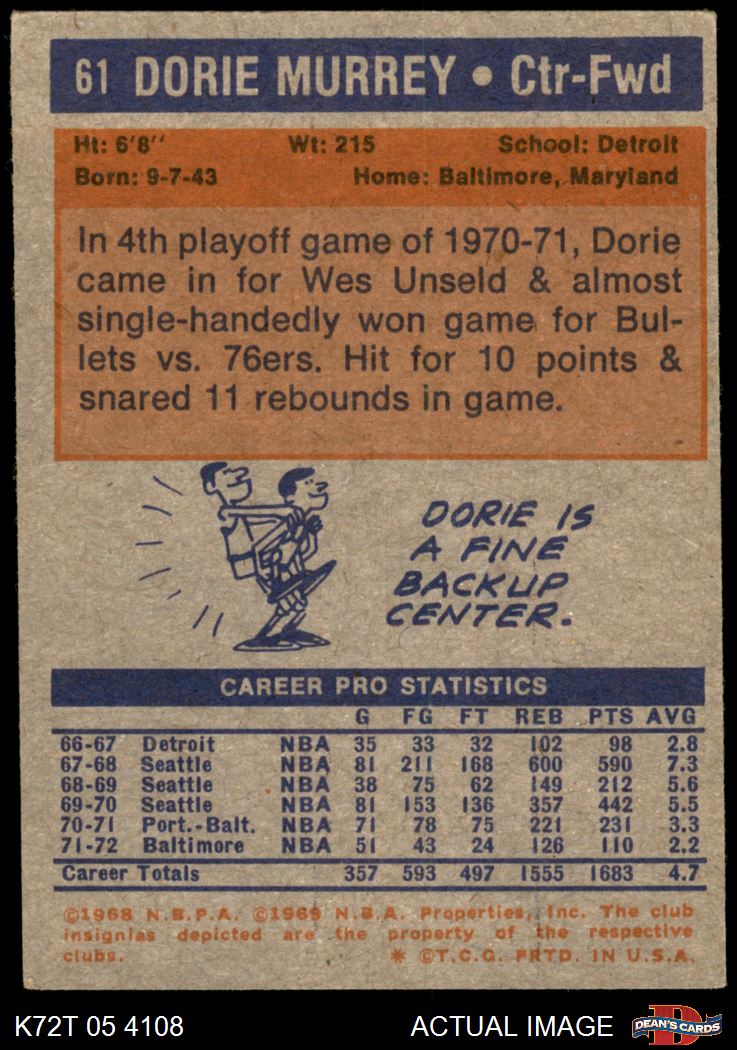 61 DORIE MURREY • Ctr-Fwd
Ht: 6'8'' Wt: 215 School: Detroit
Born: 9-7-43 Home: Baltimore, Maryland
In 4th playoff game of 1970-71, Dorie
came in for Wes Unseld & almost
single-handedly won game for Bul-
lets vs. 76ers. Hit for 10 points &
snared 11 rebounds in game.
DORIE IS
A FINE
BACKUP
CENTER.
CAREER PRO STATISTICS
G FG FT REB PTS AVG
66-67 Detroit NBA 35 33 32 102 98 2.8
67-68 Seattle NBA 81 211 168 600 590 7.3
68-69 Seattle NBA 38 75 62 149 212 5.6
69-70 Seattle NBA 81 153 136 357 442 5.5
70-71 Port.-Balt. NBA 71 78 75 221 231 3.3
71-72 Baltimore NBA 51 43 24 126 110 2.2
Career Totals 357 593 497 1555 1683 4.7
©1968 N.B.P.A. ©1969 N.B.A. Properties, Inc. The club
insignias depicted are the property of the respective
clubs. * ©T.C.G. PRTD. IN U.S.A.
K72T 05 4108 ACTUAL IMAGE DEAN'S CARDS